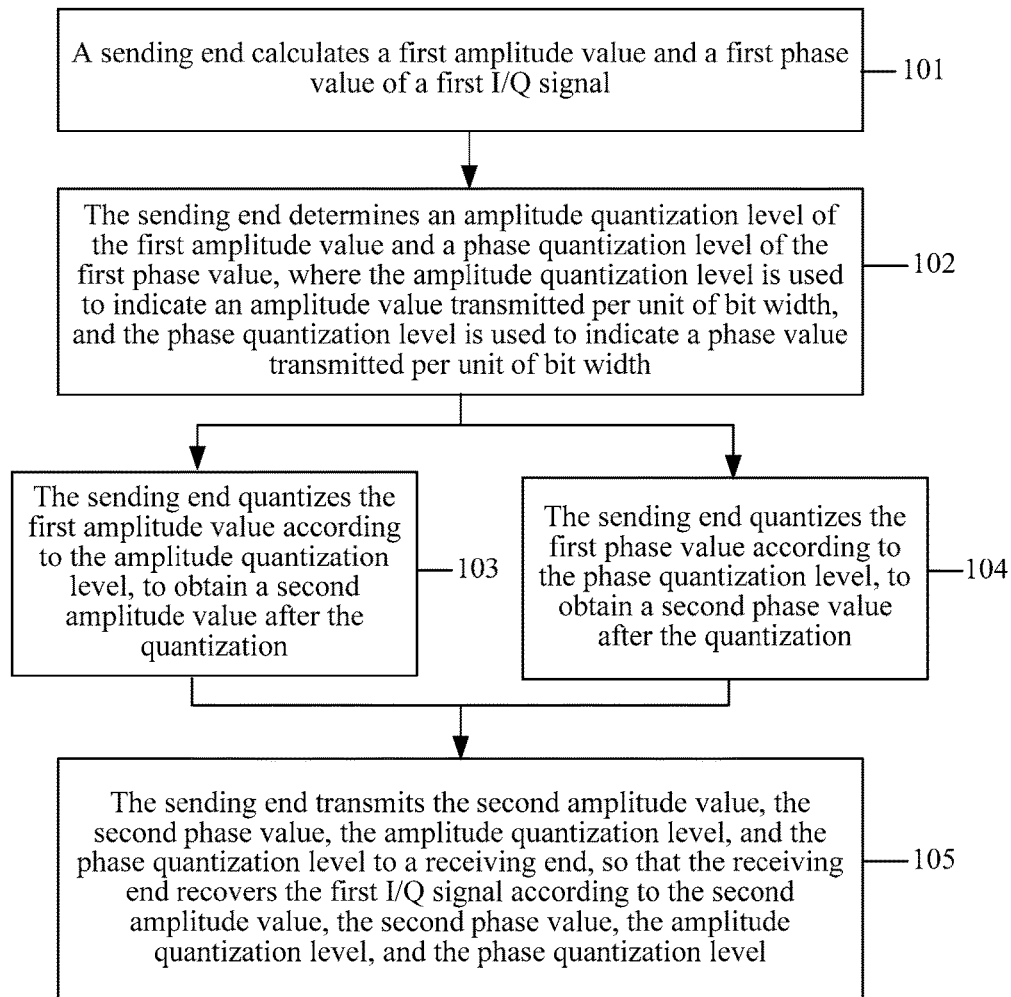 A sending end calculates a first amplitude value and a first phase
value of a first I/Q signal
101
The sending end determines an amplitude quantization level of
the first amplitude value and a phase quantization level of the
first phase value, where the amplitude quantization level is used
to indicate an amplitude value transmitted per unit of bit width,
and the phase quantization level is used to indicate a phase value
transmitted per unit of bit width
102
The sending end quantizes the
first amplitude value according
to the amplitude quantization
level, to obtain a second
amplitude value after the
quantization
103
The sending end quantizes the
first phase value according to
the phase quantization level, to
obtain a second phase value
after the quantization
104
The sending end transmits the second amplitude value, the
second phase value, the amplitude quantization level, and the
phase quantization level to a receiving end, so that the receiving
end recovers the first I/Q signal according to the second
amplitude value, the second phase value, the amplitude
quantization level, and the phase quantization level
105